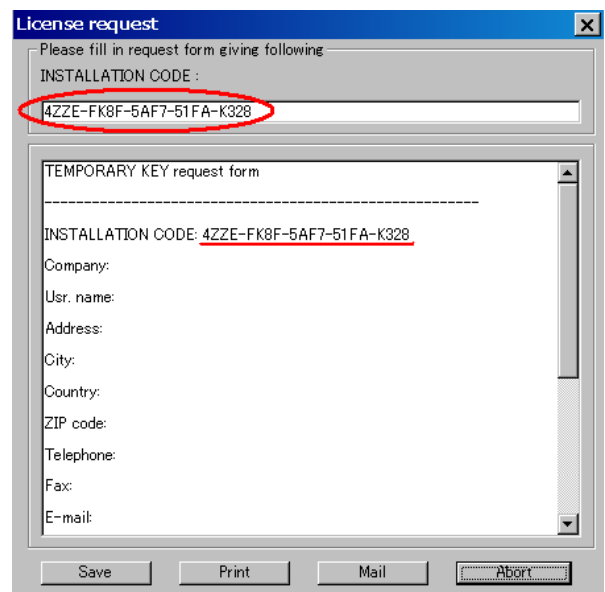 License request
Please fill in request form giving following
INSTALLATION CODE :
4ZZE-FK8F-5AF7-51FA-K328
TEMPORARY KEY request form
------------------------------------------------------
INSTALLATION CODE: 4ZZE-FK8F-5AF7-51FA-K328
Company:
Usr. name:
Address:
City:
Country:
ZIP code:
Telephone:
Fax:
E-mail:
Save Print Mail Abort